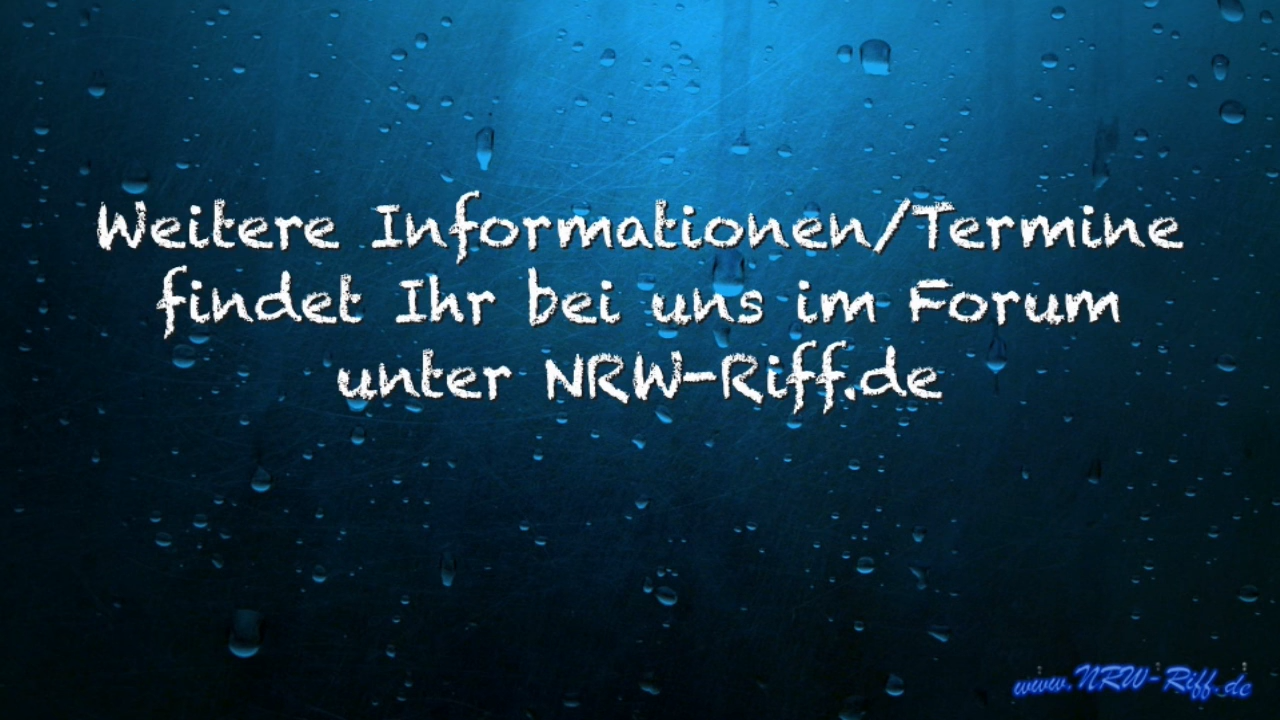 Weitere Informationen/Termine
findet Ihr bei uns im Forum
unter NRW-Riff.de
www.NRW-Riff.de